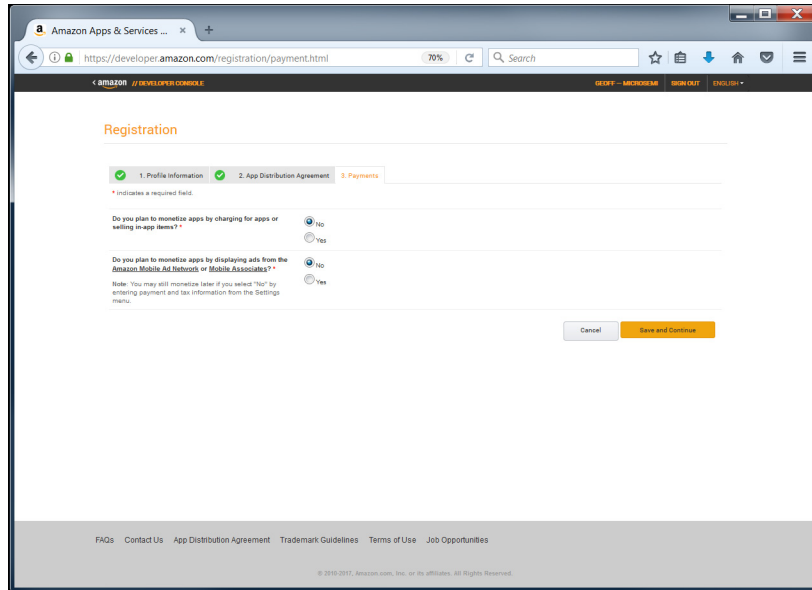 Amazon Apps & Services ...
https://developer.amazon.com/registration/payment.html
70%
Search
< amazon // DEVELOPER CONSOLE
GEOFF — MICROSEMI
SIGN OUT
ENGLISH
Registration
1. Profile Information
2. App Distribution Agreement
3. Payments
* indicates a required field.
Do you plan to monetize apps by charging for apps or
selling in-app items? *
No
Yes
Do you plan to monetize apps by displaying ads from the
Amazon Mobile Ad Network or Mobile Associates? *
No
Yes
Note: You may still monetize later if you select "No" by
entering payment and tax information from the Settings
menu.
Cancel
Save and Continue
FAQs Contact Us App Distribution Agreement Trademark Guidelines Terms of Use Job Opportunities
© 2010-2017, Amazon.com, Inc. or its affiliates. All Rights Reserved.